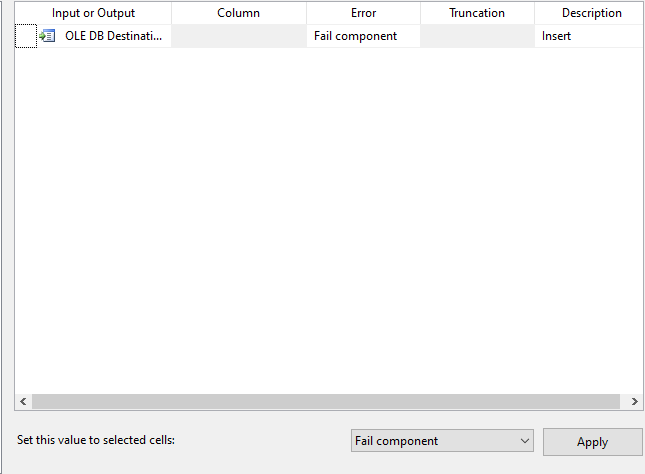 Input or Output Column Error Truncation Description
OLE DB Destinati... Fail component Insert
Set this value to selected cells: Fail component Apply